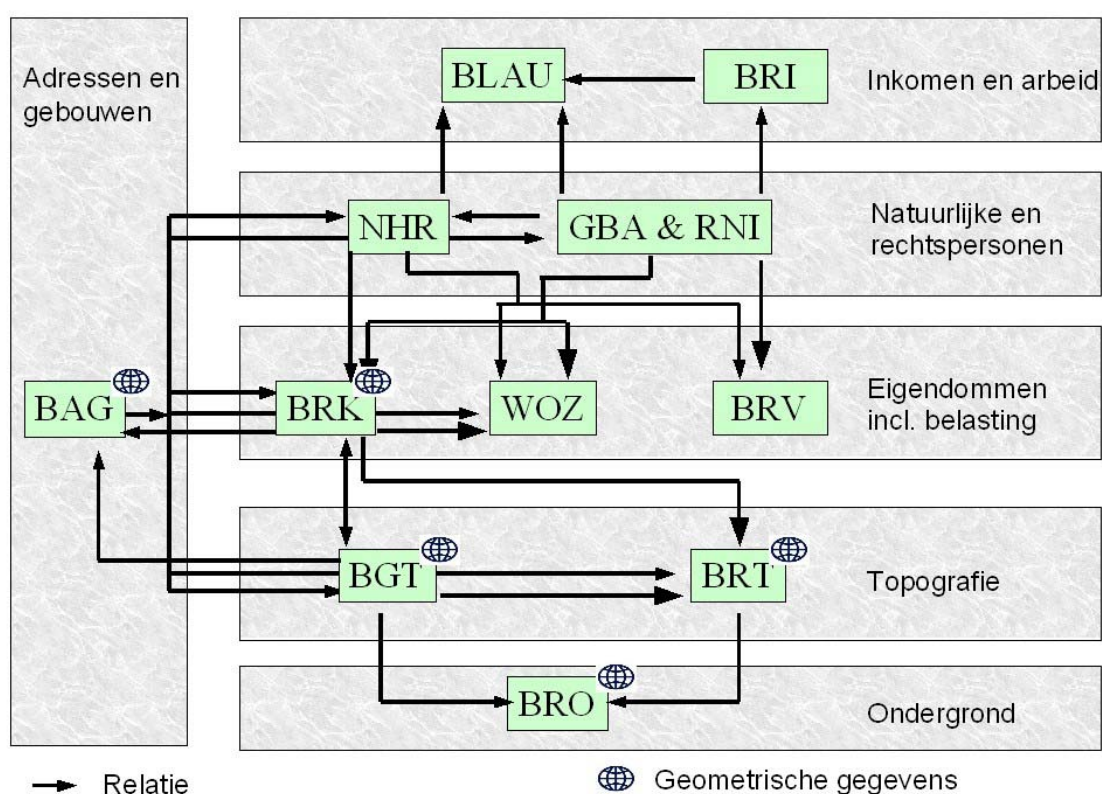 Adressen en
gebouwen
BLAU
BRI
Inkomen en arbeid
NHR
GBA & RNI
Natuurlijke en
rechtspersonen
BAG
BRK
WOZ
BRV
Eigendommen
incl. belasting
BGT
BRT
Topografie
BRO
Ondergrond
Relatie
Geometrische gegevens